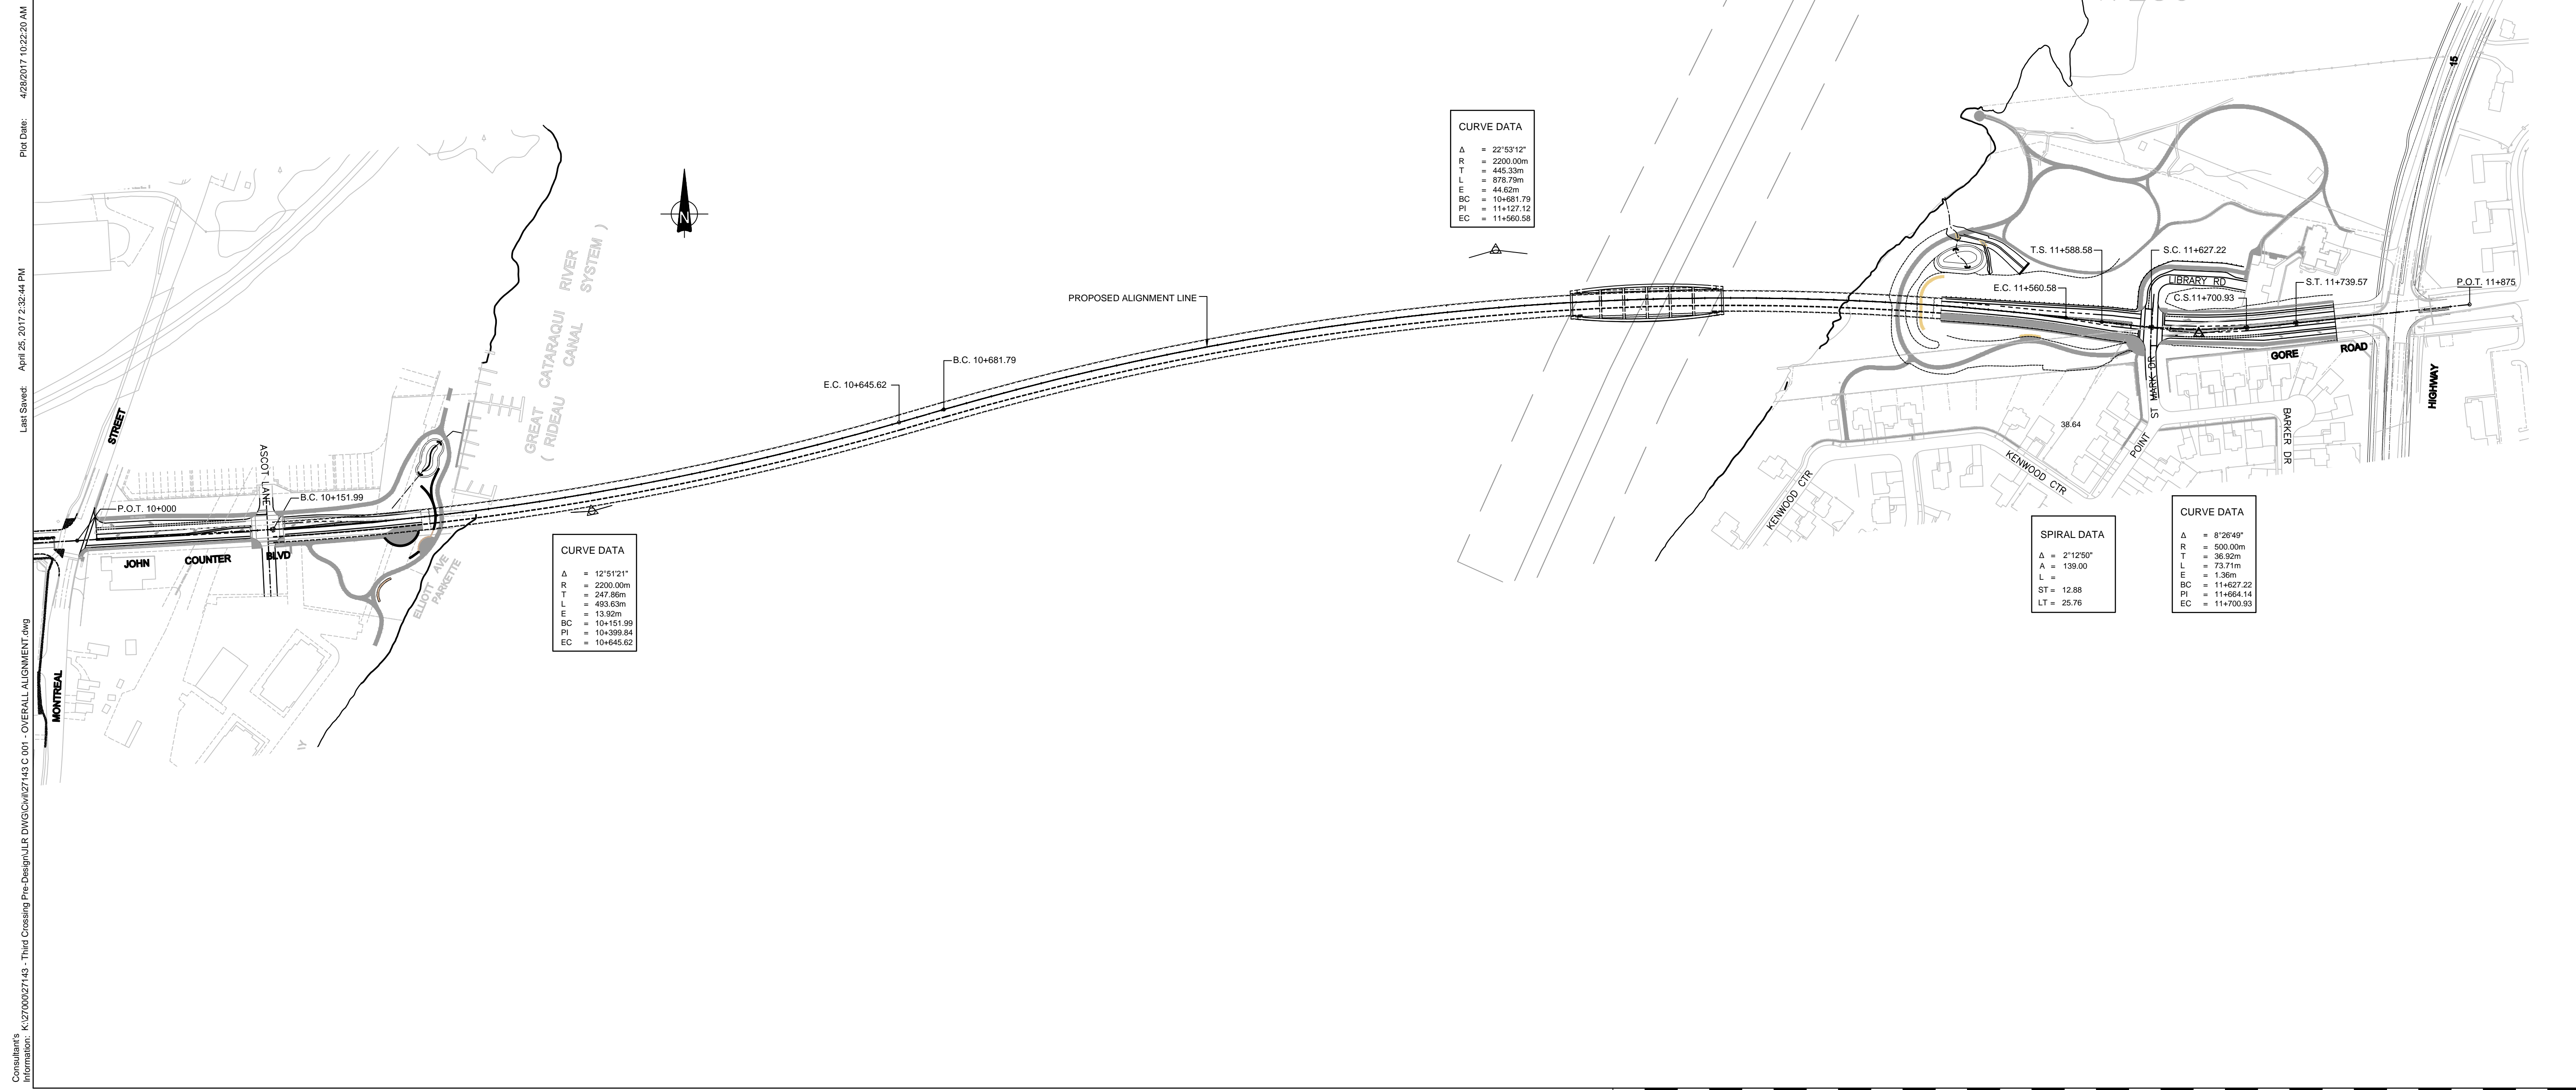 Plot Date: 4/28/2017 10:22:20 AM
Last Saved: April 25, 2017 2:32:44 PM
Consultant's
Information: K:\27000\27143 - Third Crossing Pre-Design\JLR DWG\Civil\27143 C 001 - OVERALL ALIGNMENT.dwg
15
CURVE DATA
Δ = 22°53'12"
R = 2200.00m
T = 445.33m
L = 878.79m
E = 44.62m
BC = 10+681.79
PI = 11+127.12
EC = 11+560.58
N
GREAT CATARAQUI RIVER
( RIDEAU CANAL SYSTEM )
T.S. 11+588.58
S.C. 11+627.22
LIBRARY RD
E.C. 11+560.58
C.S.11+700.93
S.T. 11+739.57
P.O.T. 11+875
PROPOSED ALIGNMENT LINE
B.C. 10+681.79
E.C. 10+645.62
GORE ROAD
HIGHWAY
ST MARK DR
BARKER DR
38.64
POINT
KENWOOD CTR
KENWOOD CTR
STREET
ASCOT LANE
B.C. 10+151.99
P.O.T. 10+000
JOHN COUNTER BLVD
ELLIOTT AVE
PARKETTE
MONTREAL
CURVE DATA
Δ = 12°51'21"
R = 2200.00m
T = 247.86m
L = 493.63m
E = 13.92m
BC = 10+151.99
PI = 10+399.84
EC = 10+645.62
SPIRAL DATA
Δ = 2°12'50"
A = 139.00
L =
ST = 12.88
LT = 25.76
CURVE DATA
Δ = 8°26'49"
R = 500.00m
T = 36.92m
L = 73.71m
E = 1.36m
BC = 11+627.22
PI = 11+664.14
EC = 11+700.93